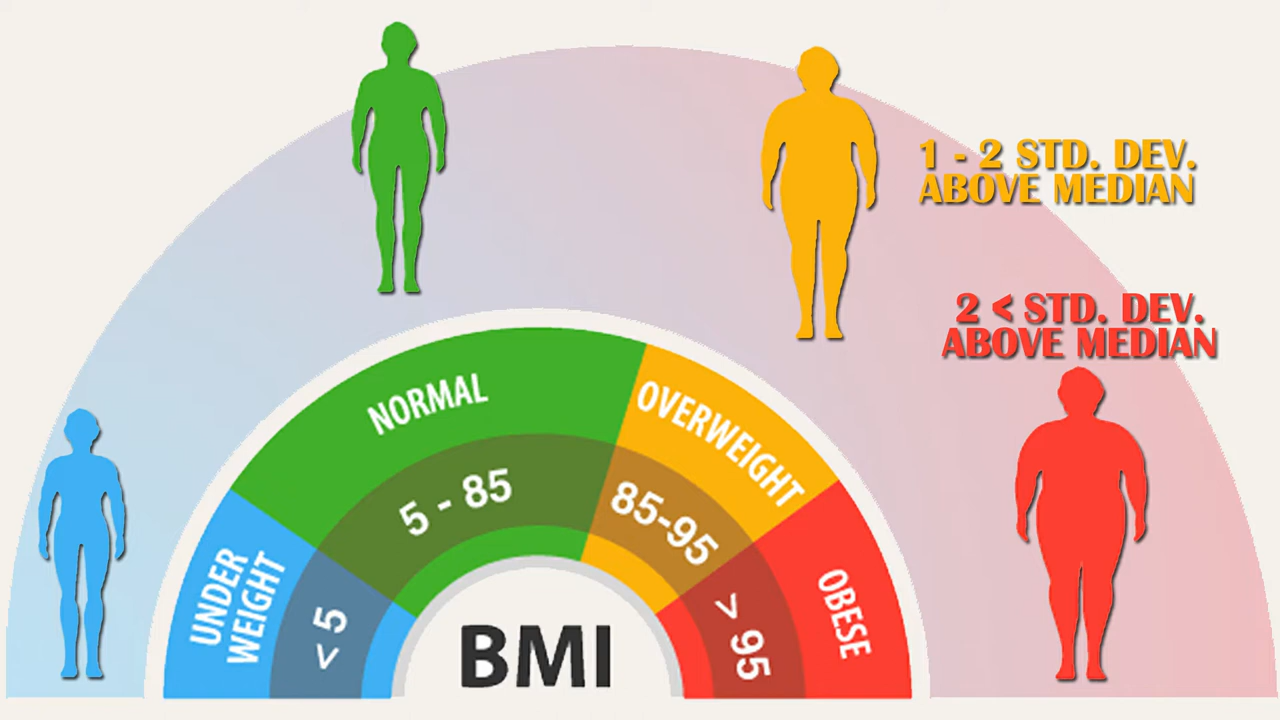 1 - 2 STD. DEV.
ABOVE MEDIAN
2 < STD. DEV.
ABOVE MEDIAN
NORMAL
OVERWEIGHT
5 - 85
85-95
UNDER
WEIGHT
< 5
> 95
OBESE
BMI